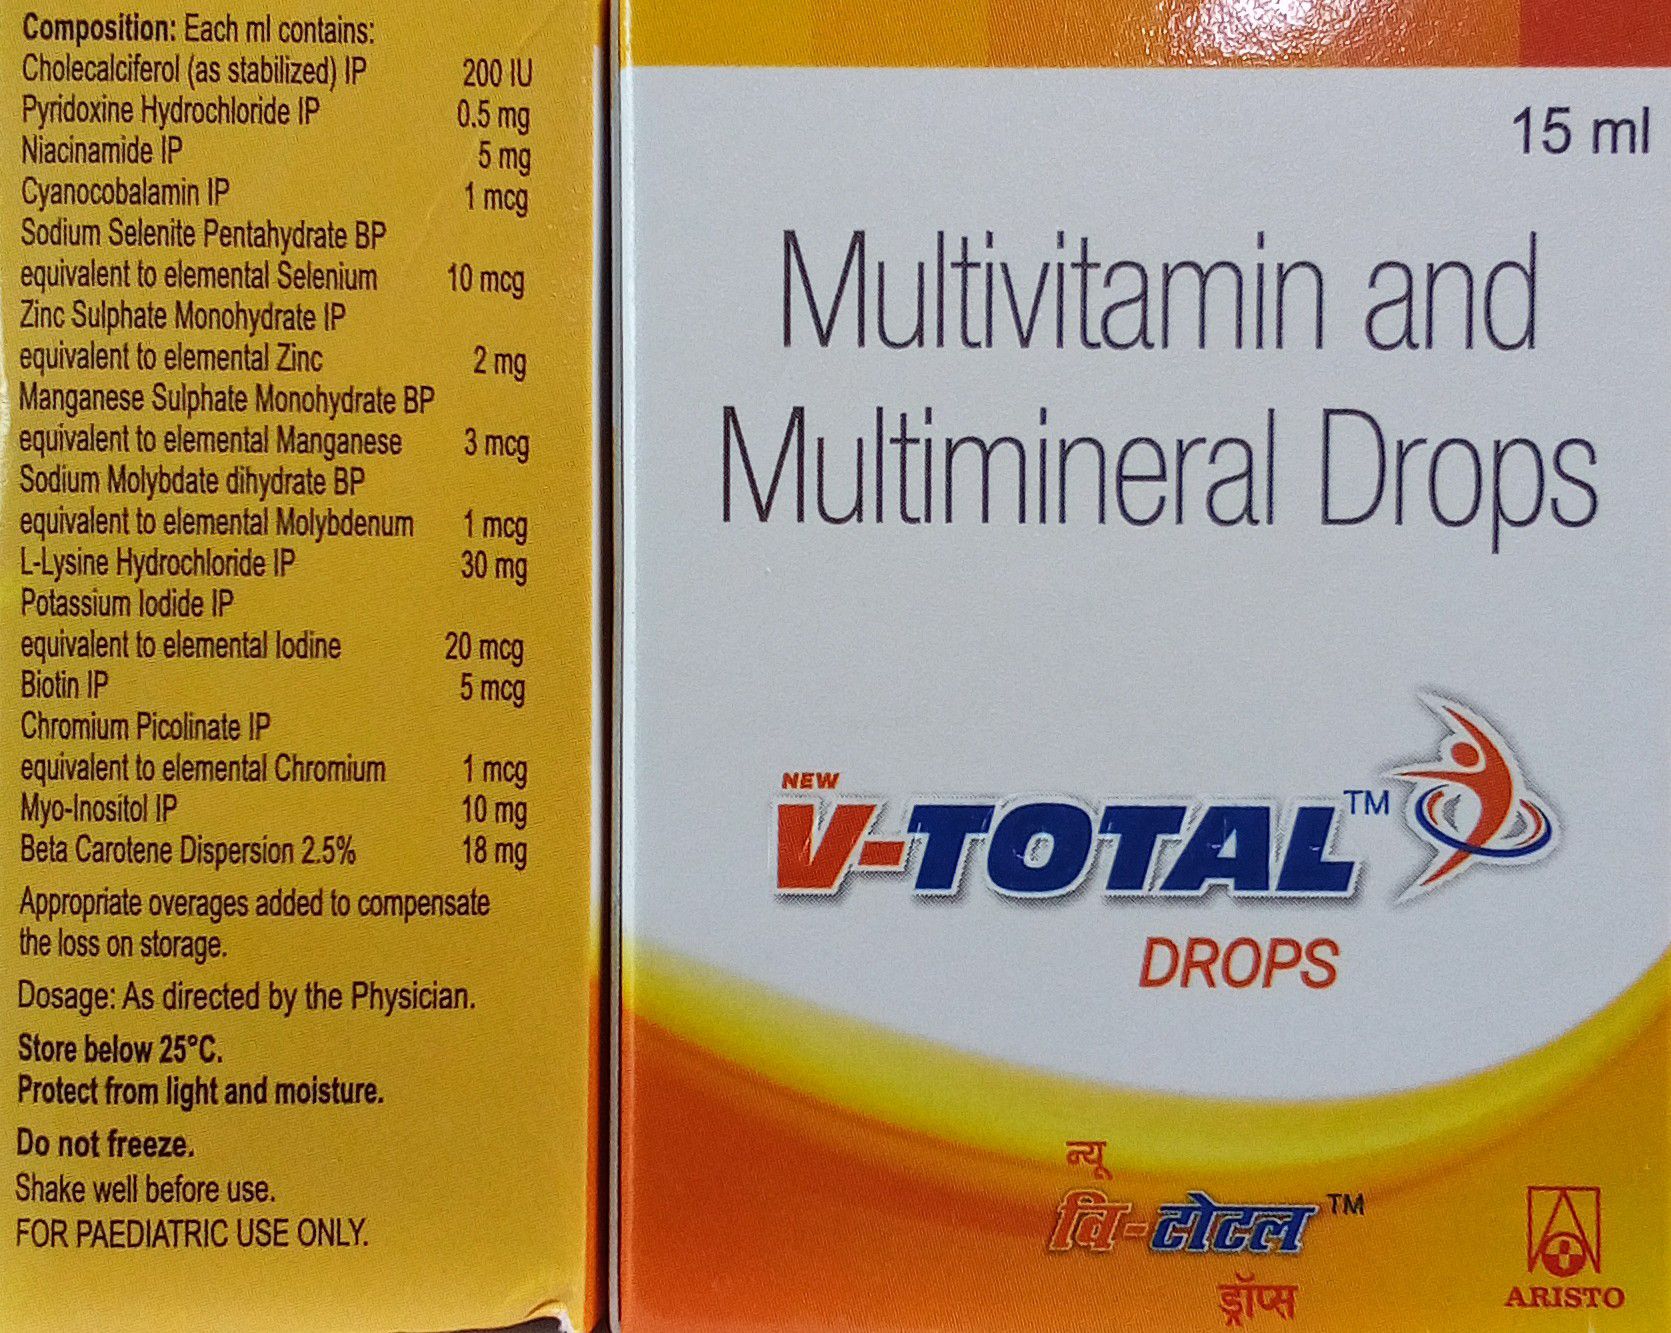 Composition: Each ml contains:
Cholecalciferol (as stabilized) IP 200 IU
Pyridoxine Hydrochloride IP 0.5 mg
Niacinamide IP 5 mg
Cyanocobalamin IP 1 mcg
Sodium Selenite Pentahydrate BP
equivalent to elemental Selenium 10 mcg
Zinc Sulphate Monohydrate IP
equivalent to elemental Zinc 2 mg
Manganese Sulphate Monohydrate BP
equivalent to elemental Manganese 3 mcg
Sodium Molybdate dihydrate BP
equivalent to elemental Molybdenum 1 mcg
L-Lysine Hydrochloride IP 30 mg
Potassium Iodide IP
equivalent to elemental Iodine 20 mcg
Biotin IP 5 mcg
Chromium Picolinate IP
equivalent to elemental Chromium 1 mcg
Myo-Inositol IP 10 mg
Beta Carotene Dispersion 2.5% 18 mg
Appropriate overages added to compensate
the loss on storage.
Dosage: As directed by the Physician.
Store below 25°C.
Protect from light and moisture.
Do not freeze.
Shake well before use.
FOR PAEDIATRIC USE ONLY.
15 ml
Multivitamin and
Multimineral Drops
NEW
V-TOTAL™
DROPS
न्यू
वि-टोटल™
ड्रॉप्स
ARISTO